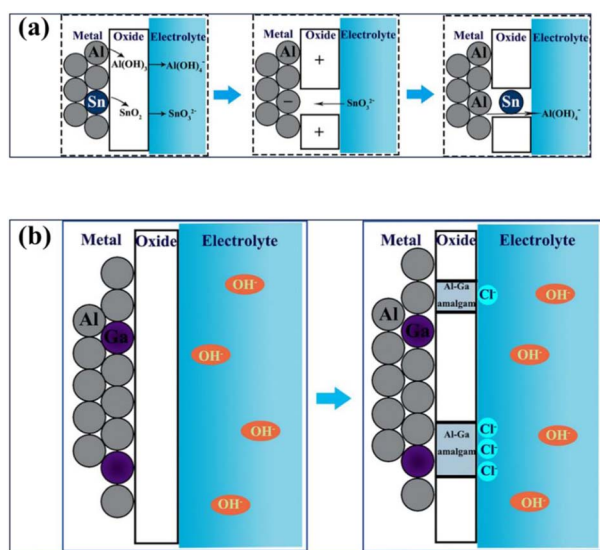 (a)
Metal Oxide Electrolyte
Al
Al(OH)₃ Al(OH)₄⁻
Sn
SnO₂ SnO₃²⁻
Metal Oxide Electrolyte
Al
+
− SnO₃²⁻
+
Metal Oxide Electrolyte
Al
Al Sn
Al(OH)₄⁻
(b)
Metal Oxide Electrolyte
Al
Ga
OH⁻
OH⁻
OH⁻
OH⁻
Metal Oxide Electrolyte
Al
Ga
Al-Ga
amalgam
Cl⁻
OH⁻
OH⁻
Al-Ga
amalgam
Cl⁻
Cl⁻
Cl⁻
OH⁻
OH⁻